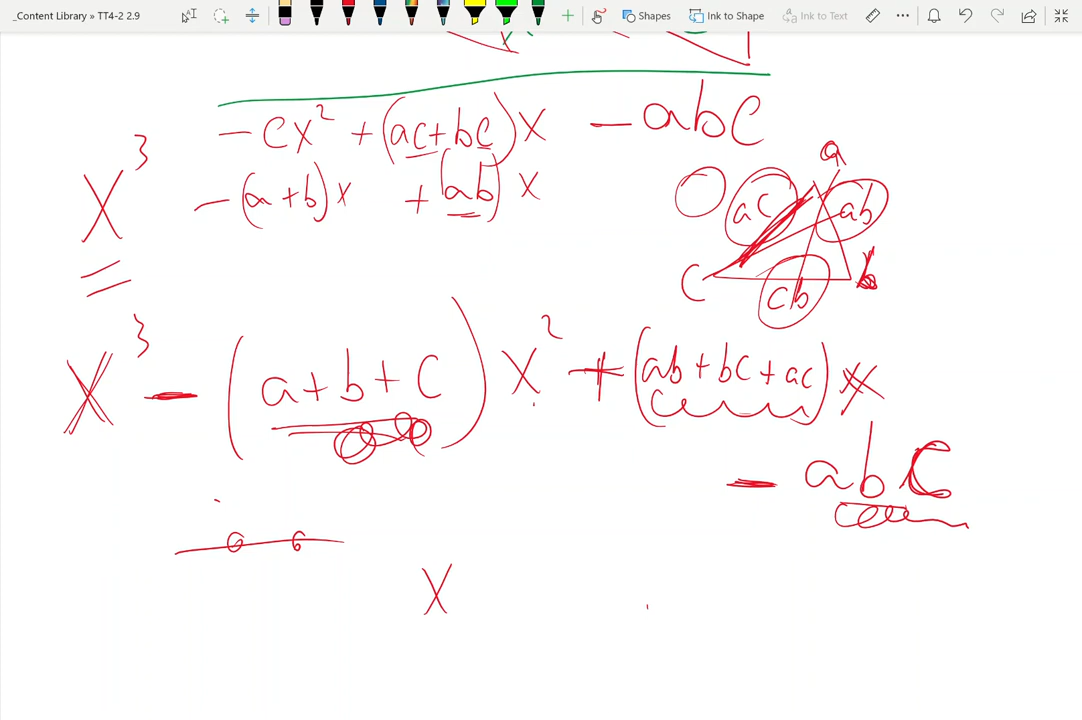 _Content Library » TT4-2 2.9
Shapes
Ink to Shape
Ink to Text
- cx² + (ac + bc)x - abc
x³
- (a + b)x + (ab)x
a
ac
ab
c
cb
b
x³ - (a + b + c)x² + (ab + bc + ac)x
- abc
x